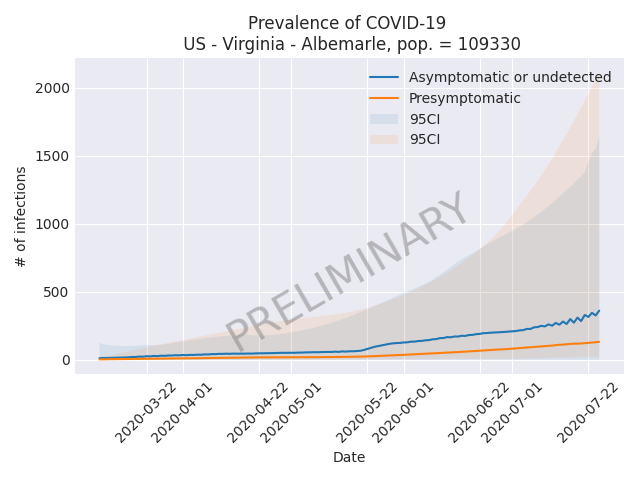 Prevalence of COVID-19
US - Virginia - Albemarle, pop. = 109330
Asymptomatic or undetected
Presymptomatic
95CI
95CI
2000
1500
1000
500
0
# of infections
PRELIMINARY
2020-03-22
2020-04-01
2020-04-22
2020-05-01
2020-05-22
2020-06-01
2020-06-22
2020-07-01
2020-07-22
Date